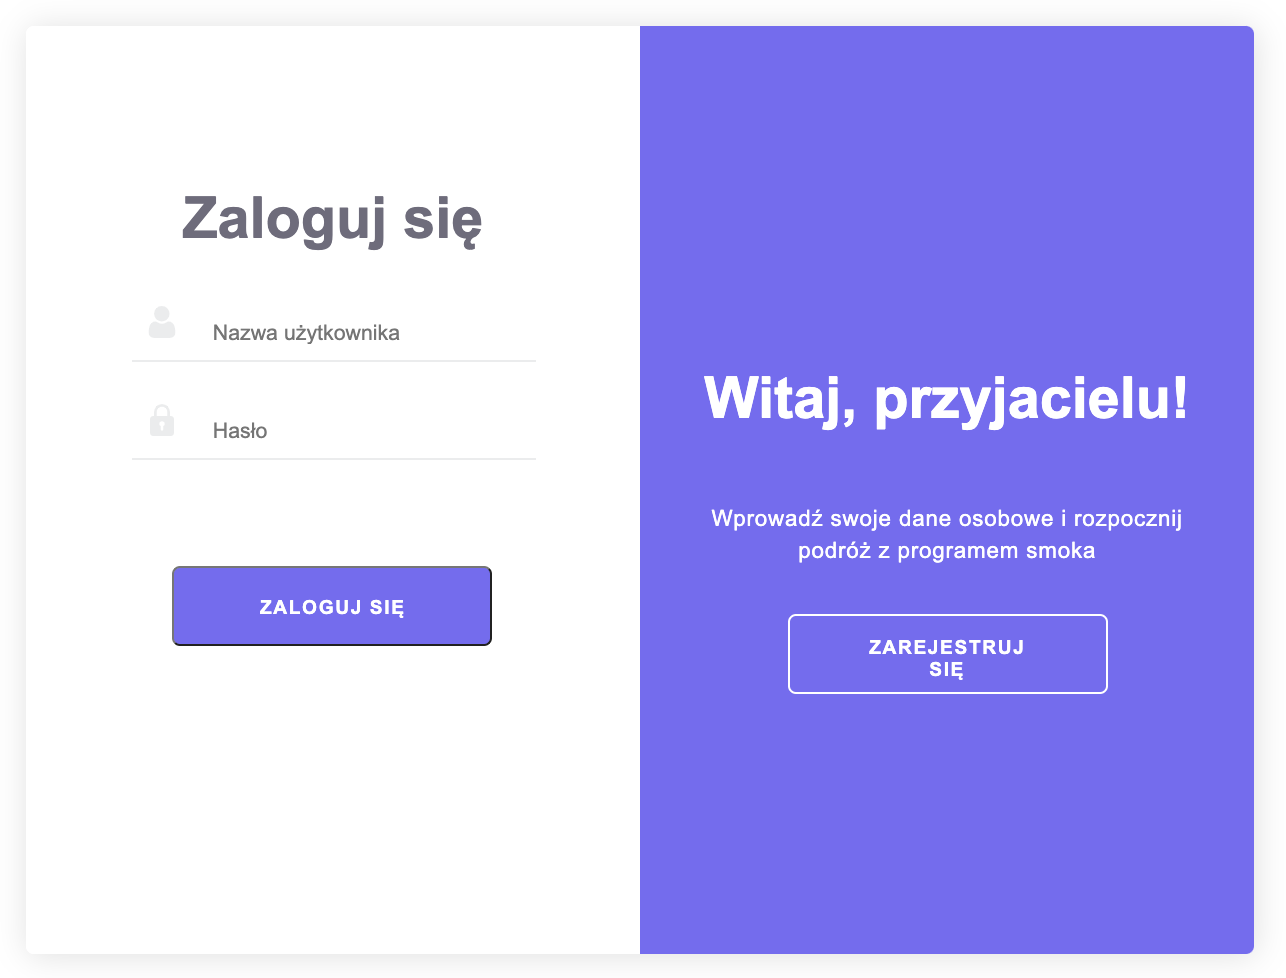 Zaloguj się
Nazwa użytkownika
Hasło
ZALOGUJ SIĘ
Witaj, przyjacielu!
Wprowadź swoje dane osobowe i rozpocznij
podróż z programem smoka
ZAREJESTRUJ
SIĘ